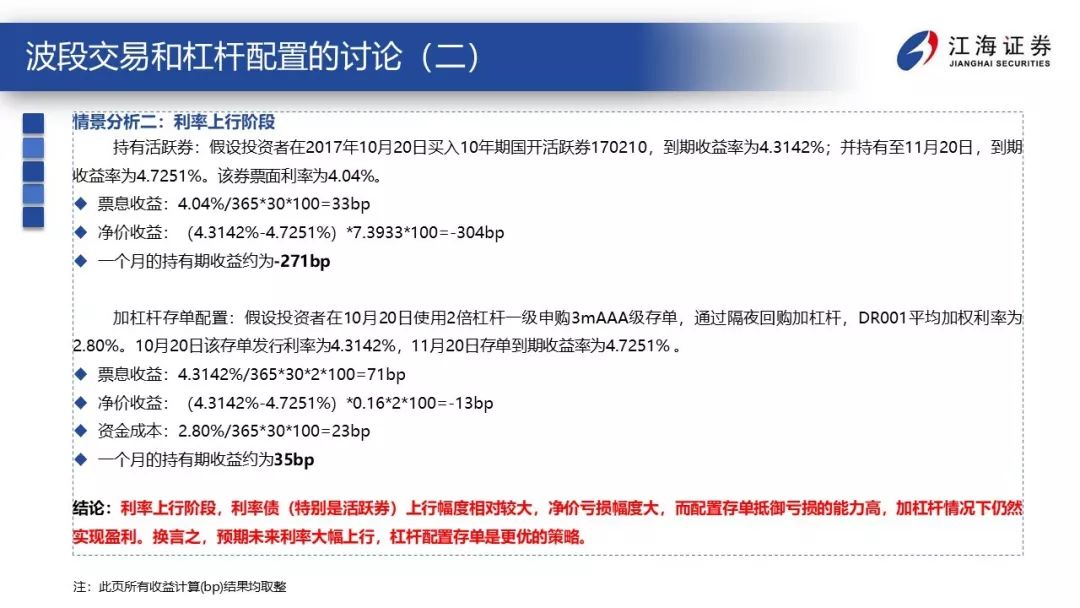 波段交易和杠杆配置的讨论（二）
江海证券
JIANGHAI SECURITIES
情景分析二：利率上行阶段
持有活跃券：假设投资者在2017年10月20日买入10年期国开活跃券170210，到期收益率为4.3142%；并持有至11月20日，到期
收益率为4.7251%。该券票面利率为4.04%。
◆ 票息收益：4.04%/365*30*100=33bp
◆ 净价收益：（4.3142%-4.7251%）*7.3933*100=-304bp
◆ 一个月的持有期收益约为-271bp
加杠杆存单配置：假设投资者在10月20日使用2倍杠杆一级申购3mAAA级存单，通过隔夜回购加杠杆，DR001平均加权利率为
2.80%。10月20日该存单发行利率为4.3142%，11月20日存单到期收益率为4.7251% 。
◆ 票息收益：4.3142%/365*30*2*100=71bp
◆ 净价收益：（4.3142%-4.7251%）*0.16*2*100=-13bp
◆ 资金成本：2.80%/365*30*100=23bp
◆ 一个月的持有期收益约为35bp
结论：利率上行阶段，利率债（特别是活跃券）上行幅度相对较大，净价亏损幅度大，而配置存单抵御亏损的能力高，加杠杆情况下仍然
实现盈利。换言之，预期未来利率大幅上行，杠杆配置存单是更优的策略。
注：此页所有收益计算(bp)结果均取整